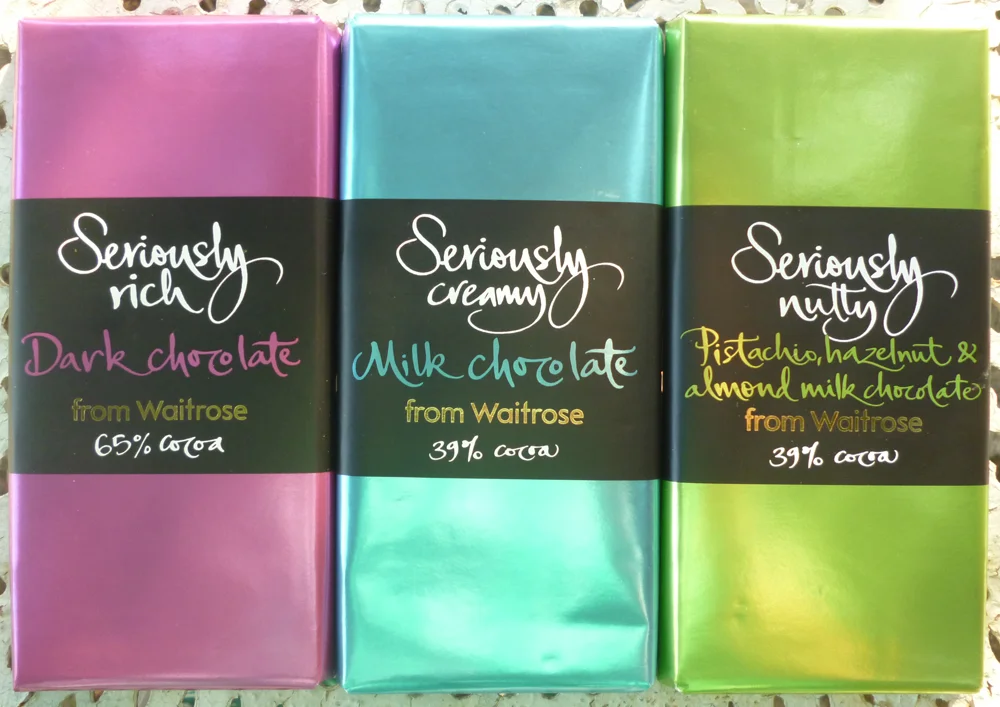 Seriously
rich
Dark chocolate
from Waitrose
65% cocoa
Seriously
creamy
Milk chocolate
from Waitrose
39% cocoa
Seriously
nutty
Pistachio, hazelnut &
almond milk chocolate
from Waitrose
39% cocoa